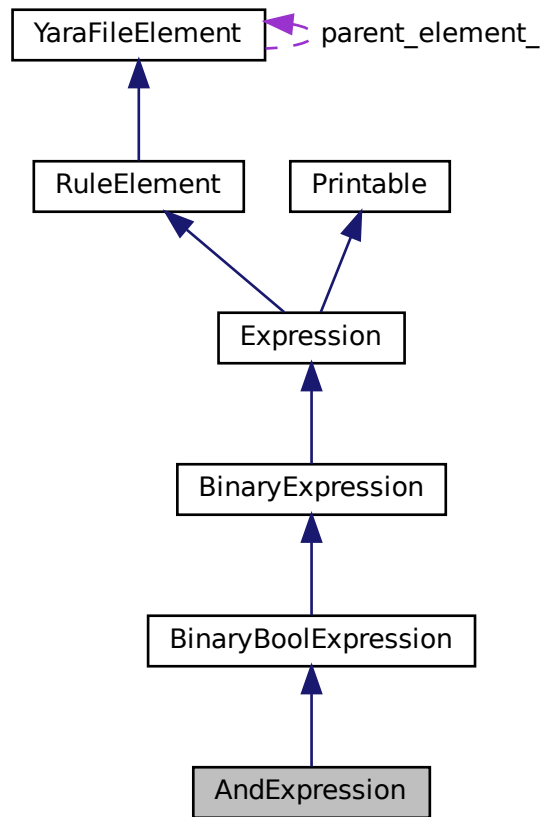 YaraFileElement
parent_element_
RuleElement
Printable
Expression
BinaryExpression
BinaryBoolExpression
AndExpression